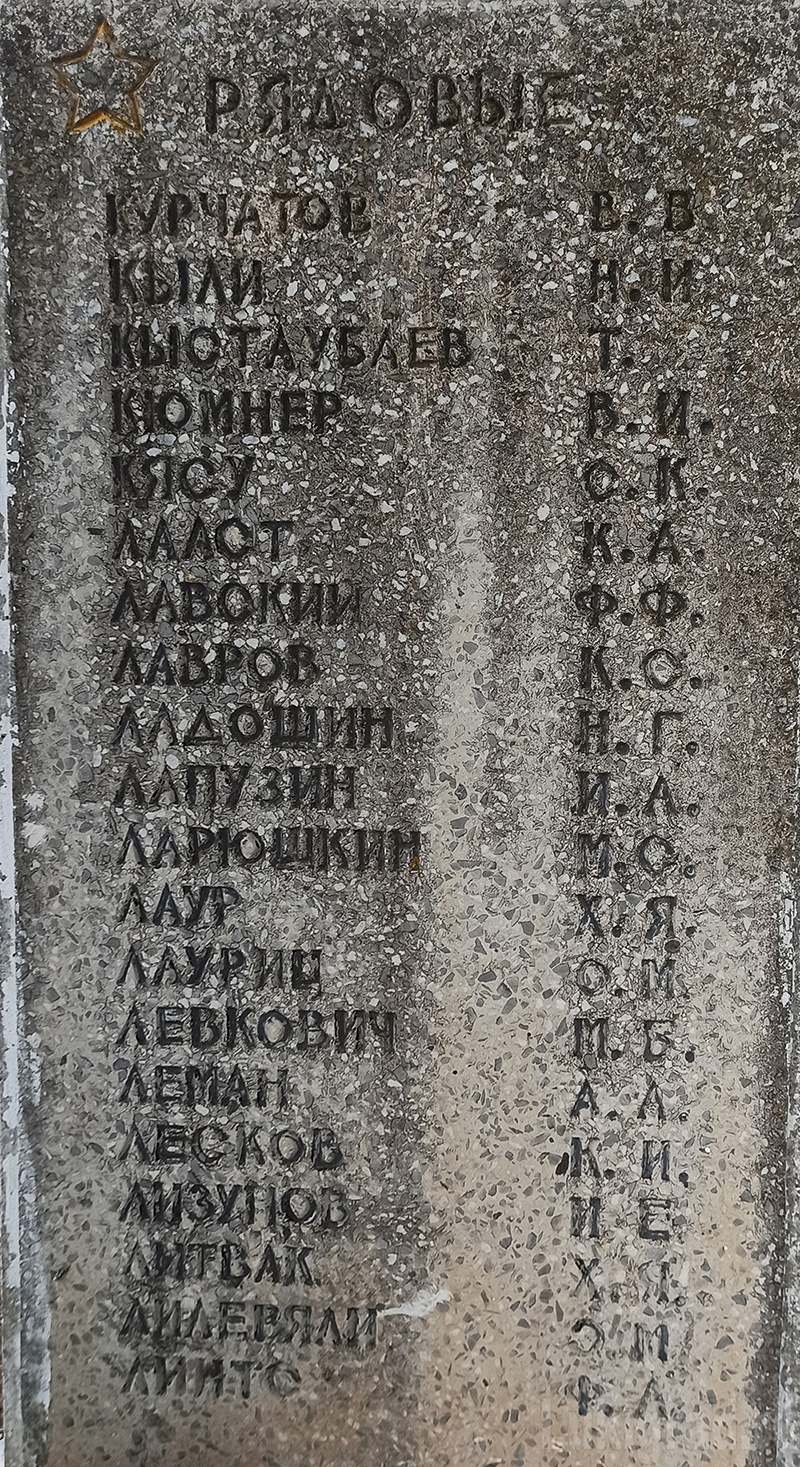 РЯДОВЫЕ
КУРЧАТОВ В. В
КЫЛИ Н. И
КЫСТАУБАЕВ Т.
КЮМНЕР В. И.
КЯСУ О. К.
ЛААСТ К. А.
ЛАВСКИЙ Ф. Ф.
ЛАВРОВ К. С.
ЛАДОШИН Н. Г.
ЛАПУЗИН И. А.
ЛАРЮШКИН М. С.
ЛАУР Х. Я.
ЛАУРИЦ О. М
ЛЕВКОВИЧ М. Б.
ЛЕМАН А. А.
ЛЕСКОВ К. И.
ЛИЗУНОВ И Е
ЛИТВАК Х. Я.
ЛИЛЕВЯЛИ Э М